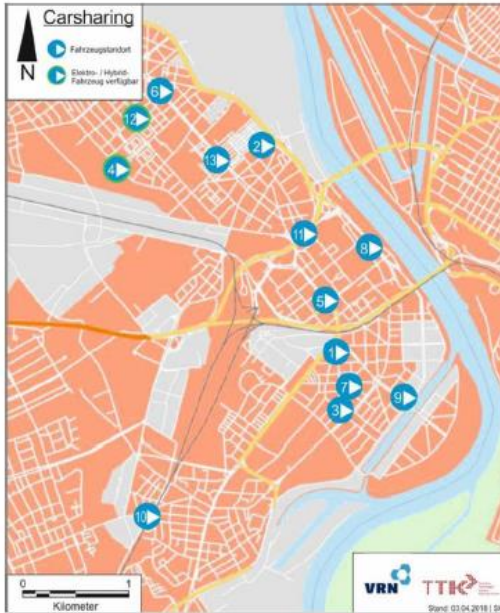 Carsharing
N
Fahrzeugstandort
Elektro- / Hybrid-
Fahrzeug verfügbar
6
12
2
13
4
11
8
5
1
7
9
3
10
0 1
Kilometer
VRN TTK
Stand: 03.04.2018 |